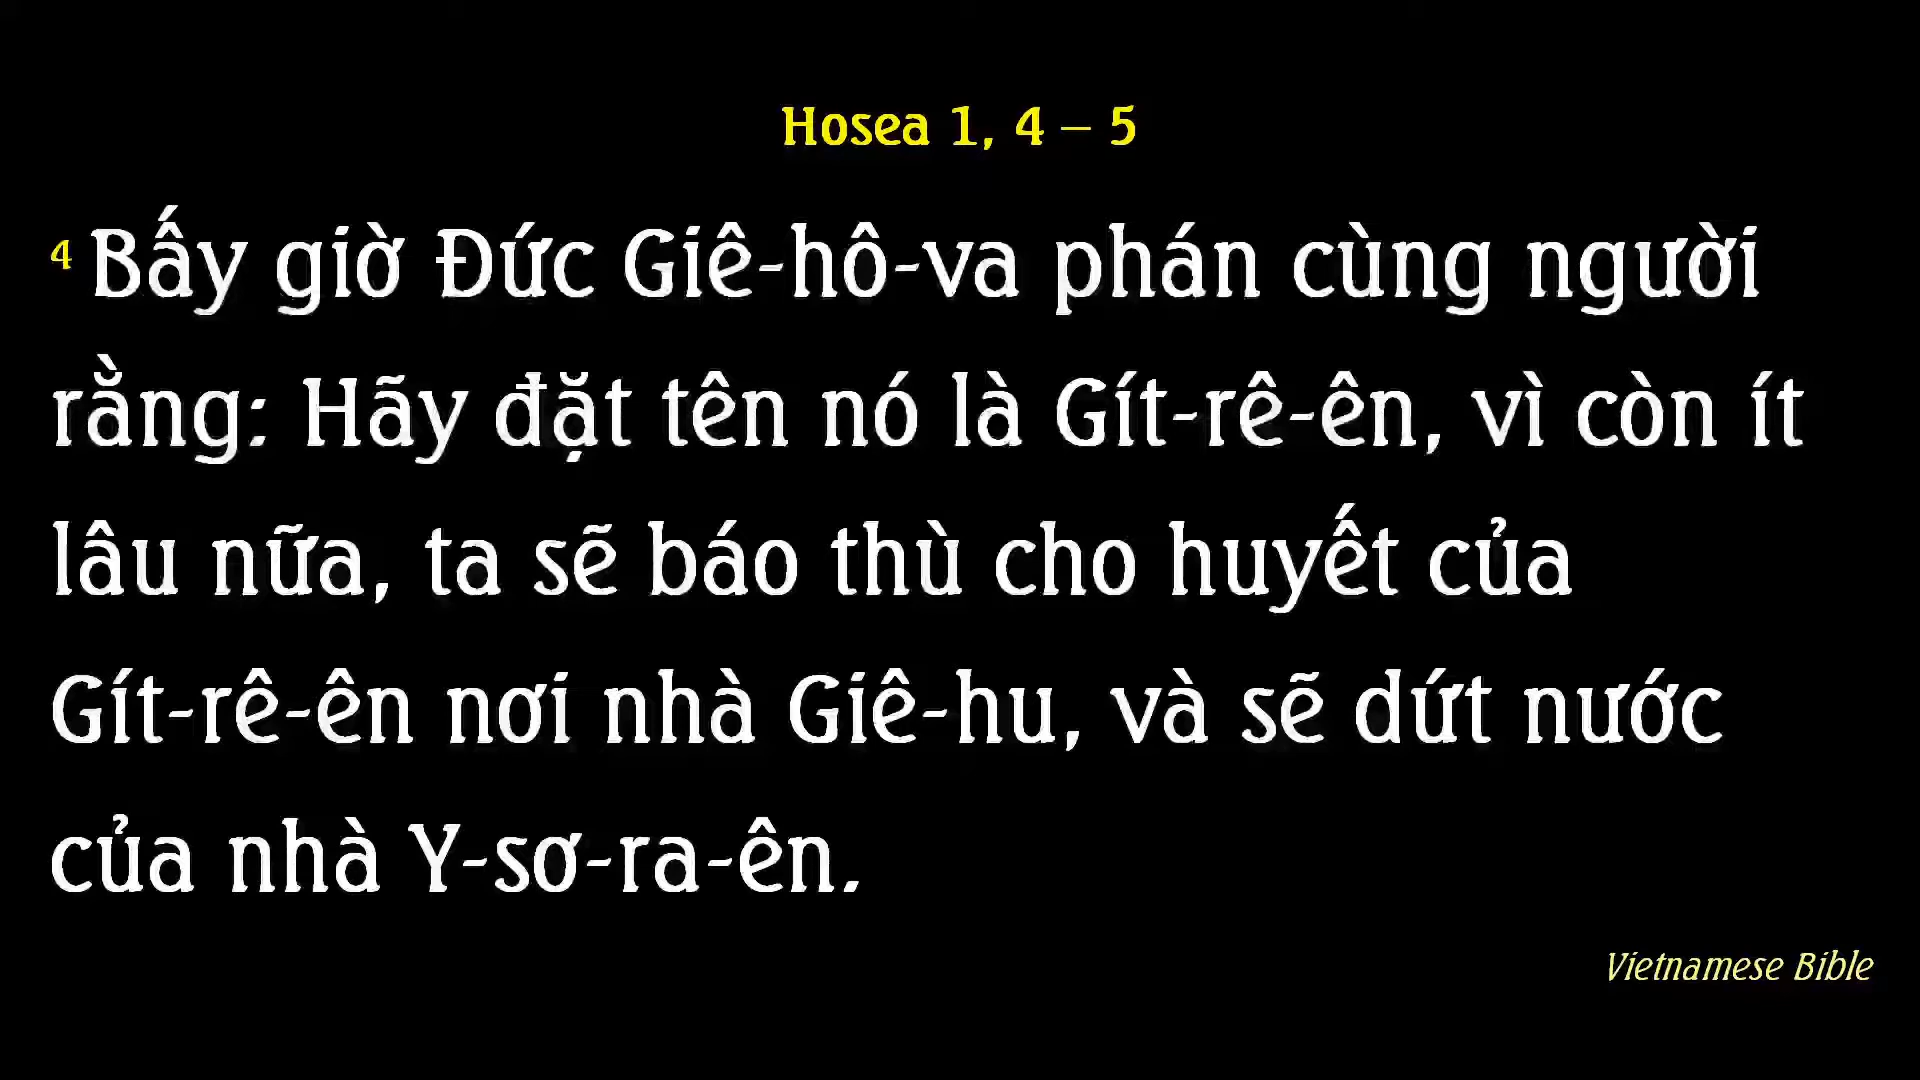 Hosea 1, 4 – 5
4 Bấy giờ Đức Giê-hô-va phán cùng người
rằng: Hãy đặt tên nó là Gít-rê-ên, vì còn ít
lâu nữa, ta sẽ báo thù cho huyết của
Gít-rê-ên nơi nhà Giê-hu, và sẽ dứt nước
của nhà Y-sơ-ra-ên.
Vietnamese Bible